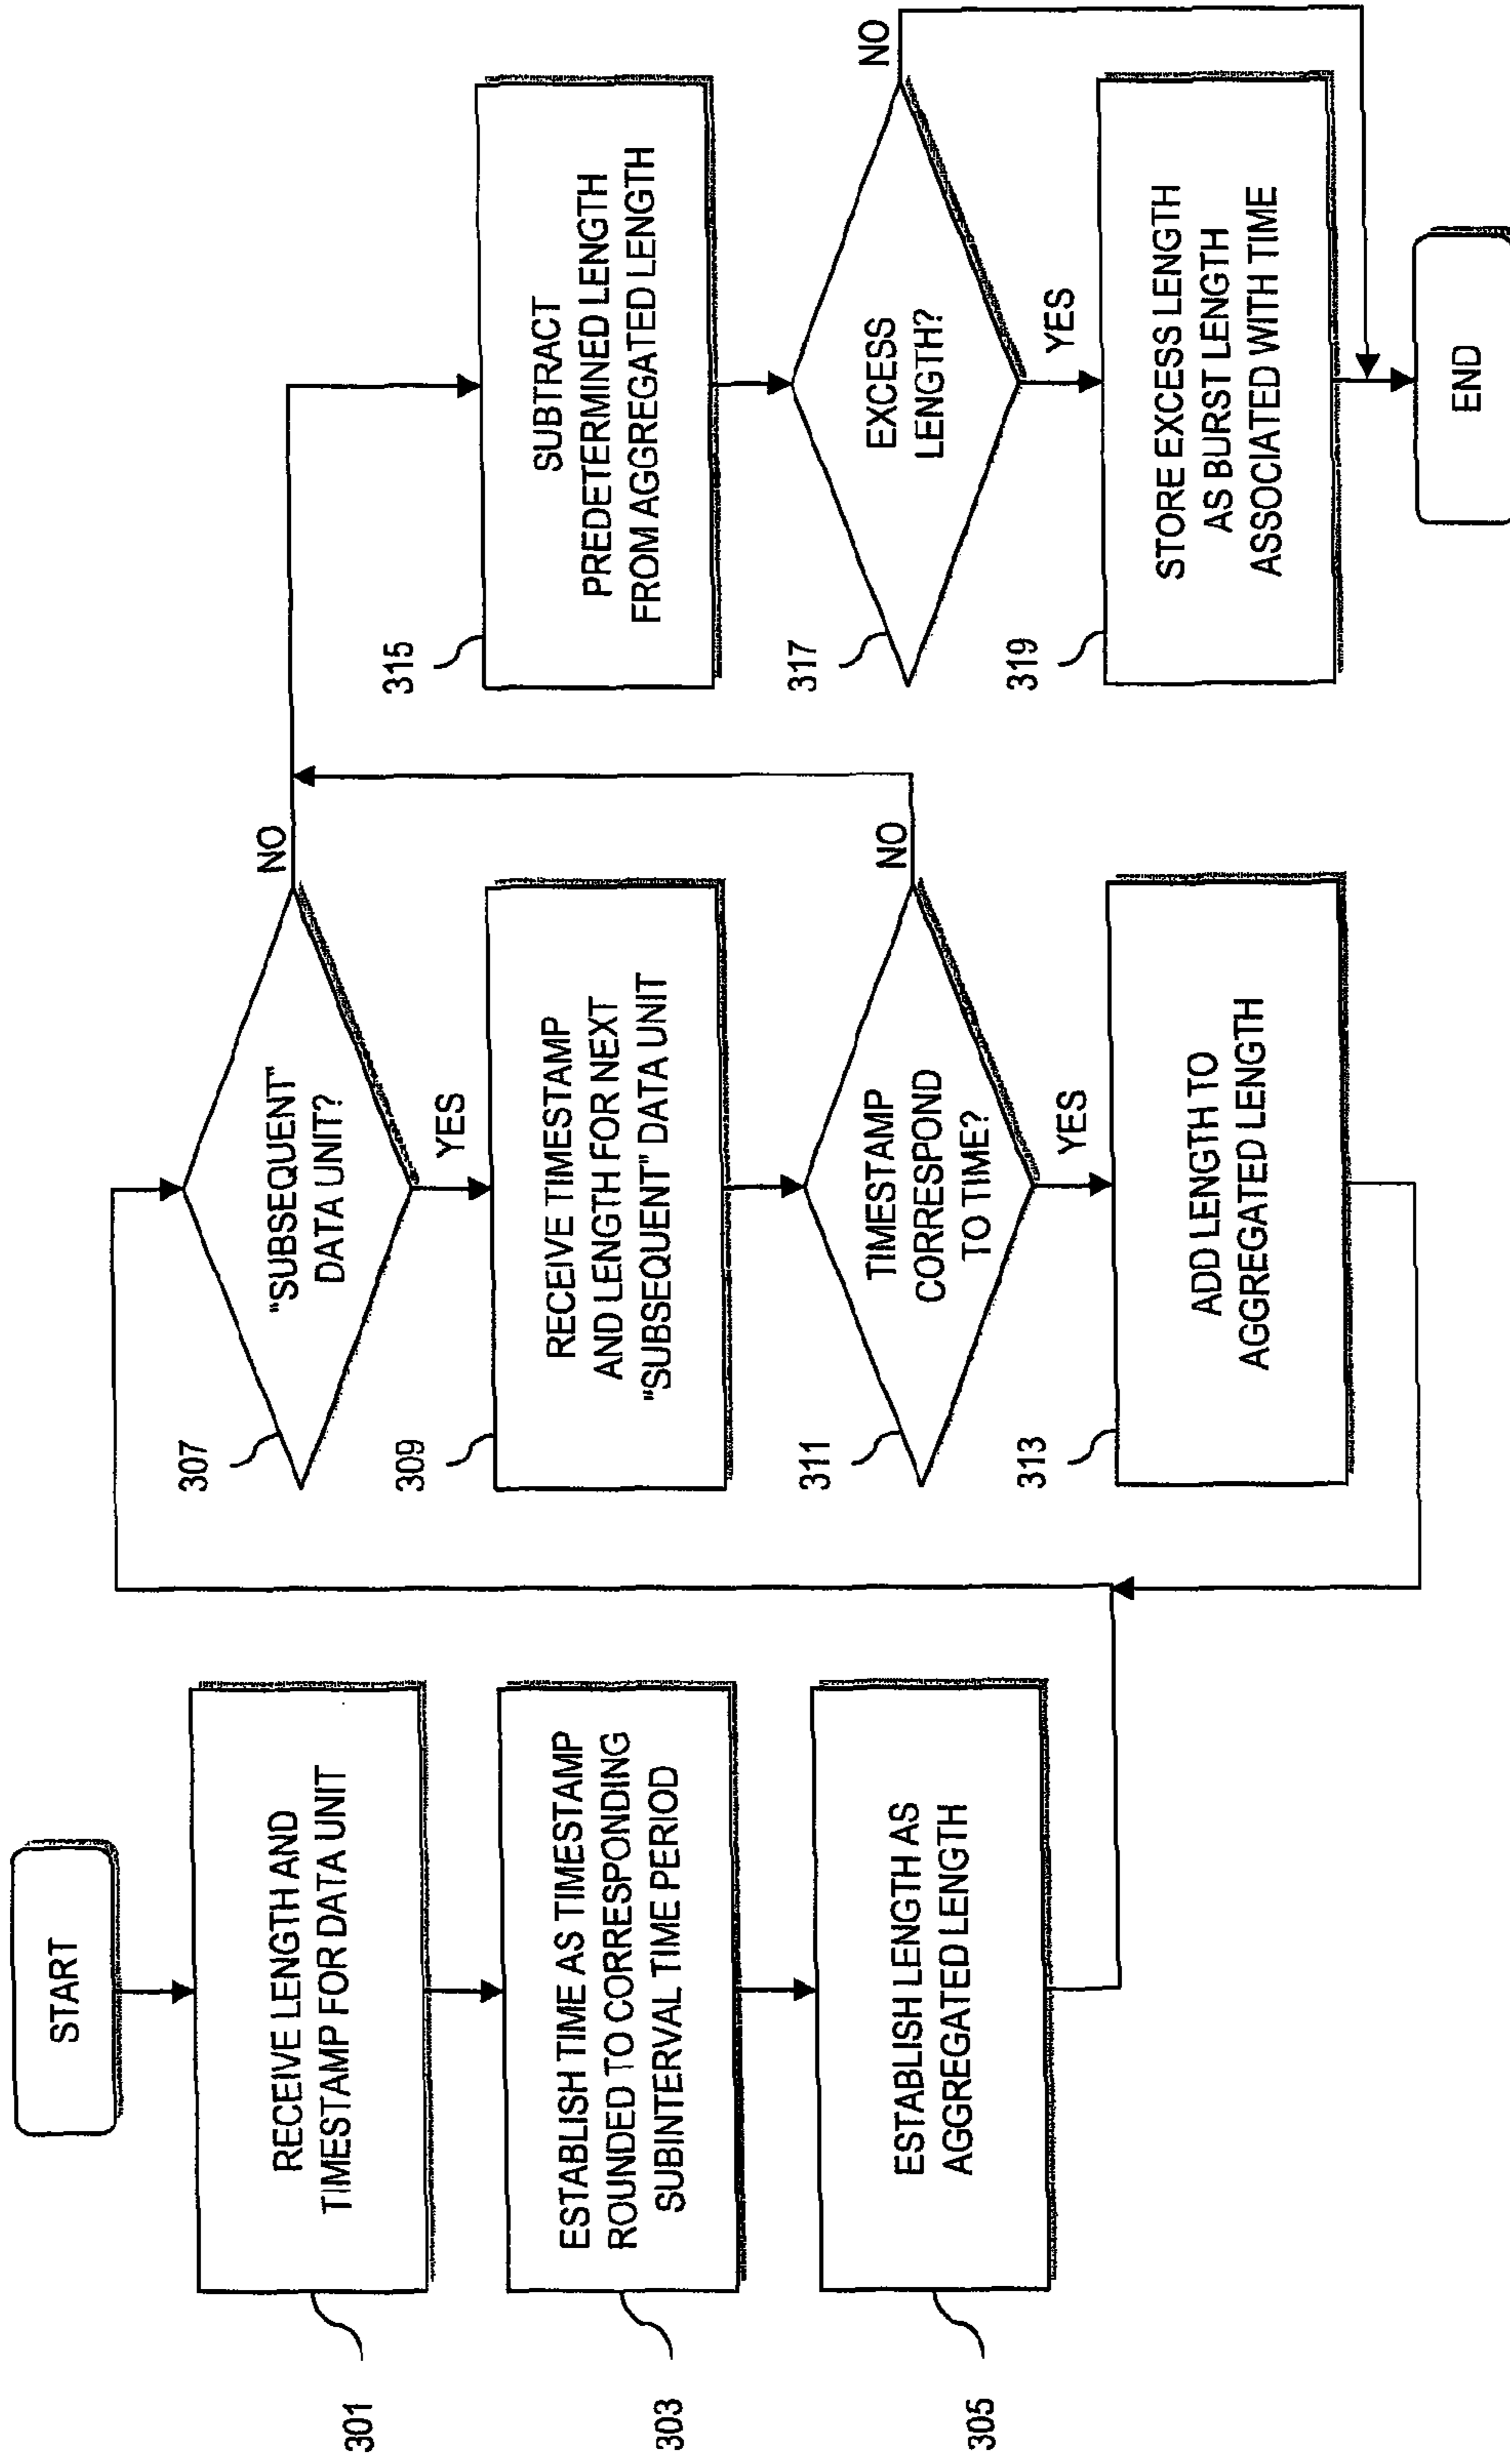 START
301
RECEIVE LENGTH AND
TIMESTAMP FOR DATA UNIT
303
ESTABLISH TIME AS TIMESTAMP
ROUNDED TO CORRESPONDING
SUBINTERVAL TIME PERIOD
305
ESTABLISH LENGTH AS
AGGREGATED LENGTH
307
"SUBSEQUENT"
DATA UNIT?
NO
YES
309
RECEIVE TIMESTAMP
AND LENGTH FOR NEXT
"SUBSEQUENT" DATA UNIT
311
TIMESTAMP
CORRESPOND
TO TIME?
NO
YES
313
ADD LENGTH TO
AGGREGATED LENGTH
315
SUBTRACT
PREDETERMINED LENGTH
FROM AGGREGATED LENGTH
317
EXCESS
LENGTH?
NO
YES
319
STORE EXCESS LENGTH
AS BURST LENGTH
ASSOCIATED WITH TIME
END